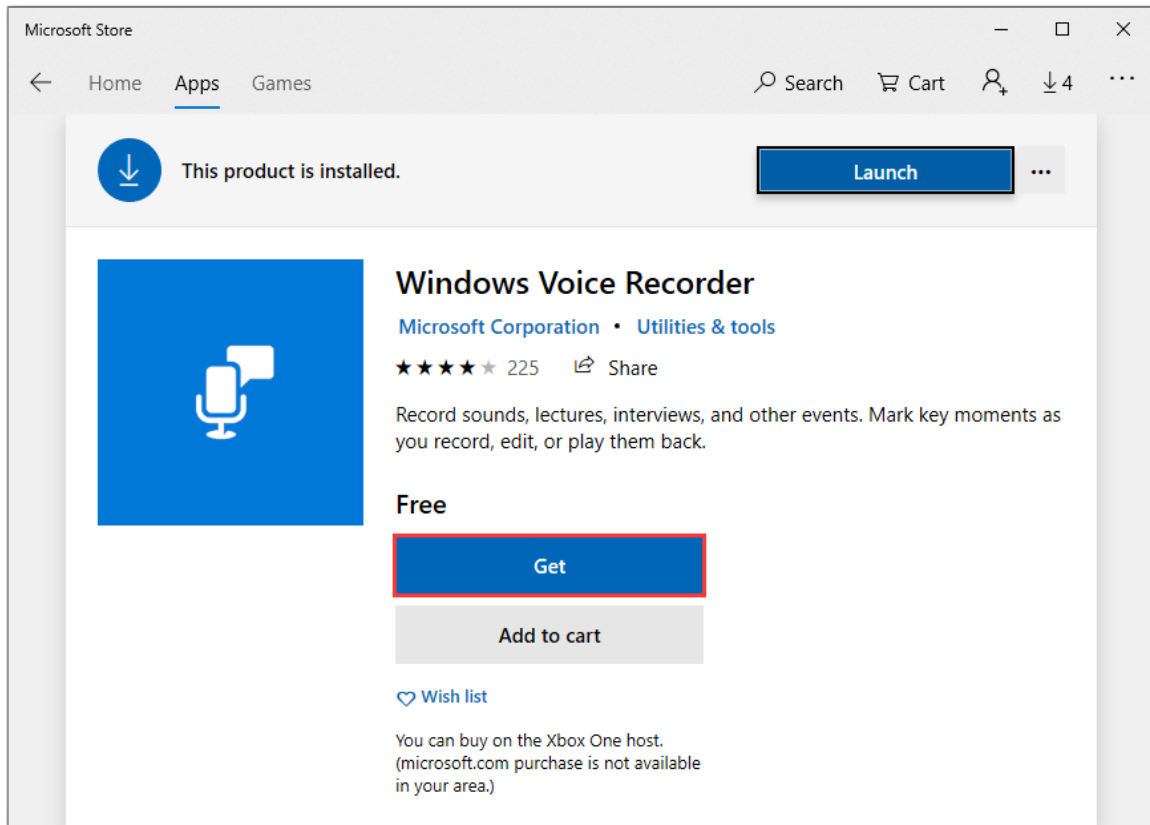 Microsoft Store
Home Apps Games Search Cart 4 ...
This product is installed. Launch ...
Windows Voice Recorder
Microsoft Corporation • Utilities & tools
★★★★★ 225 Share
Record sounds, lectures, interviews, and other events. Mark key moments as
you record, edit, or play them back.
Free
Get
Add to cart
Wish list
You can buy on the Xbox One host.
(microsoft.com purchase is not available
in your area.)